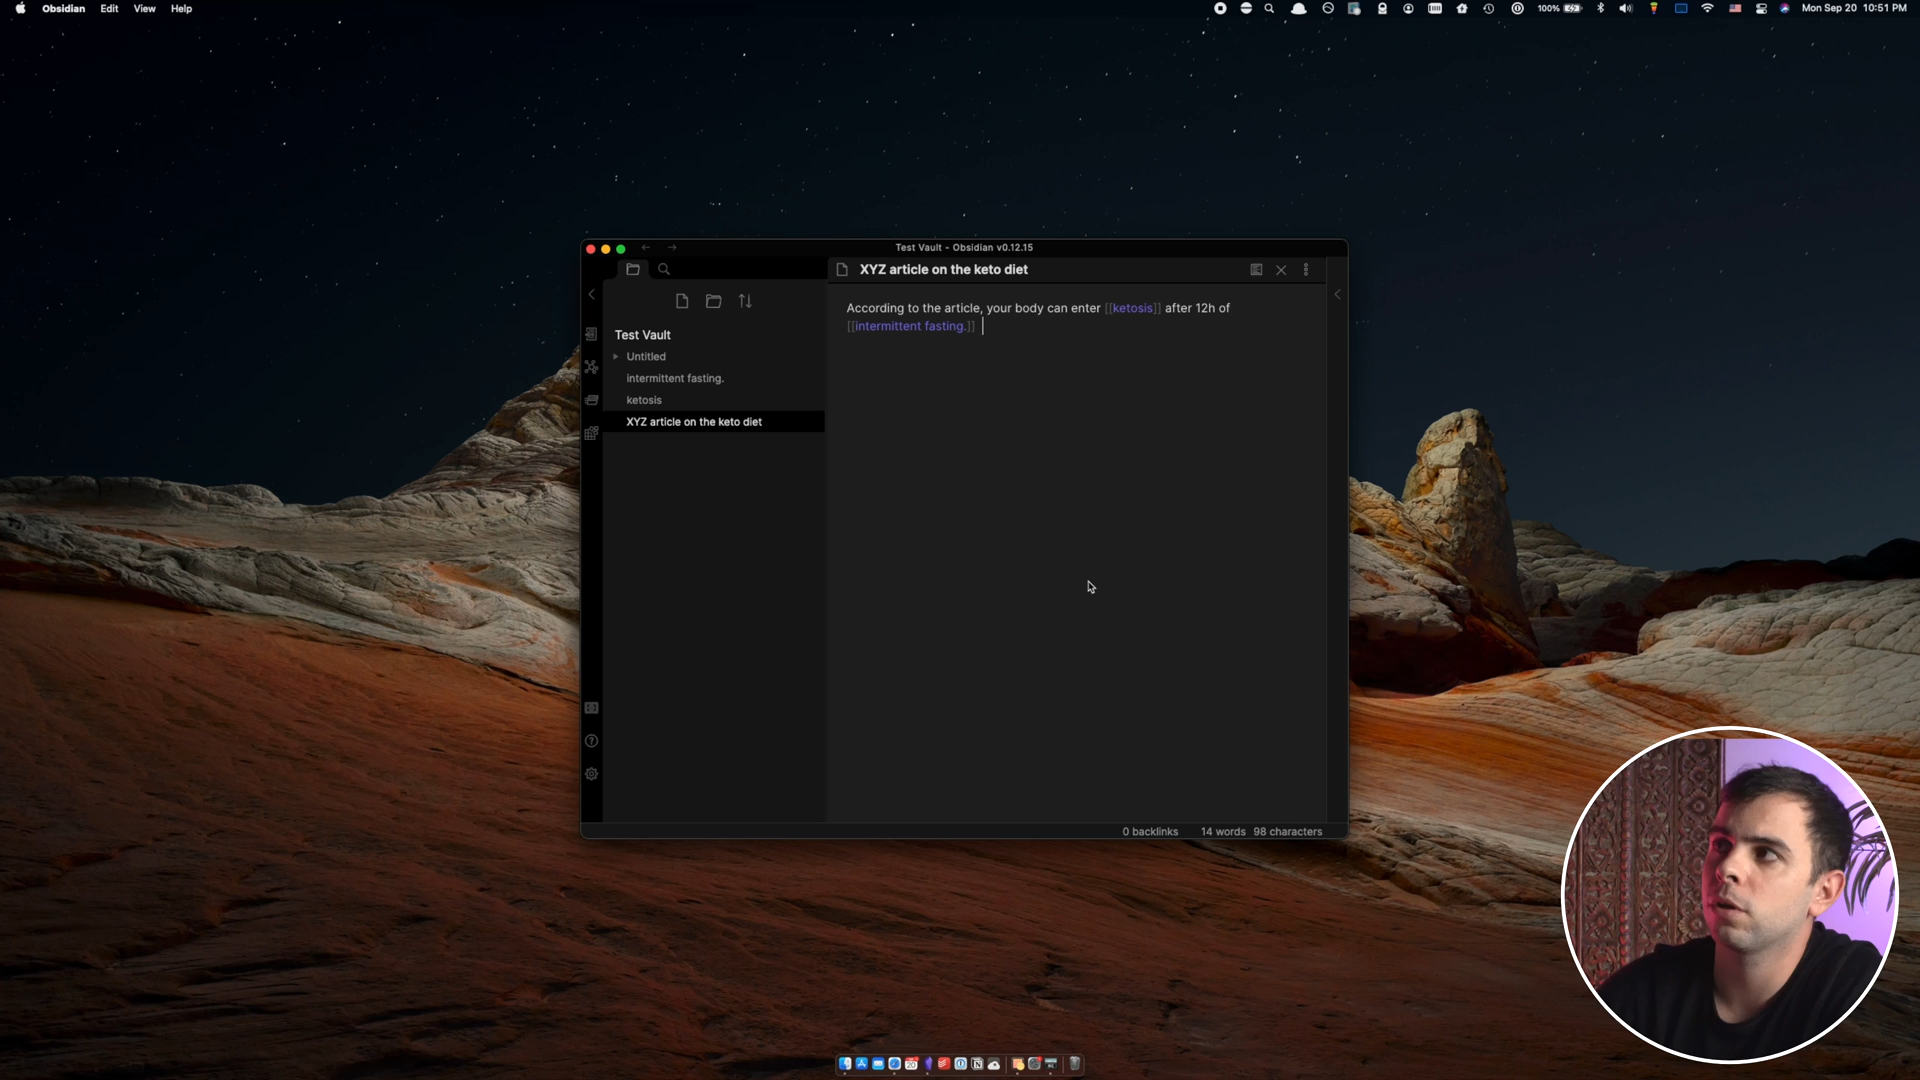 Obsidian Edit View Help
100%
Mon Sep 20 10:51 PM
Test Vault - Obsidian v0.12.15
XYZ article on the keto diet
According to the article, your body can enter [[ketosis]] after 12h of
[[intermittent fasting.]]
Test Vault
Untitled
intermittent fasting.
ketosis
XYZ article on the keto diet
0 backlinks 14 words 98 characters